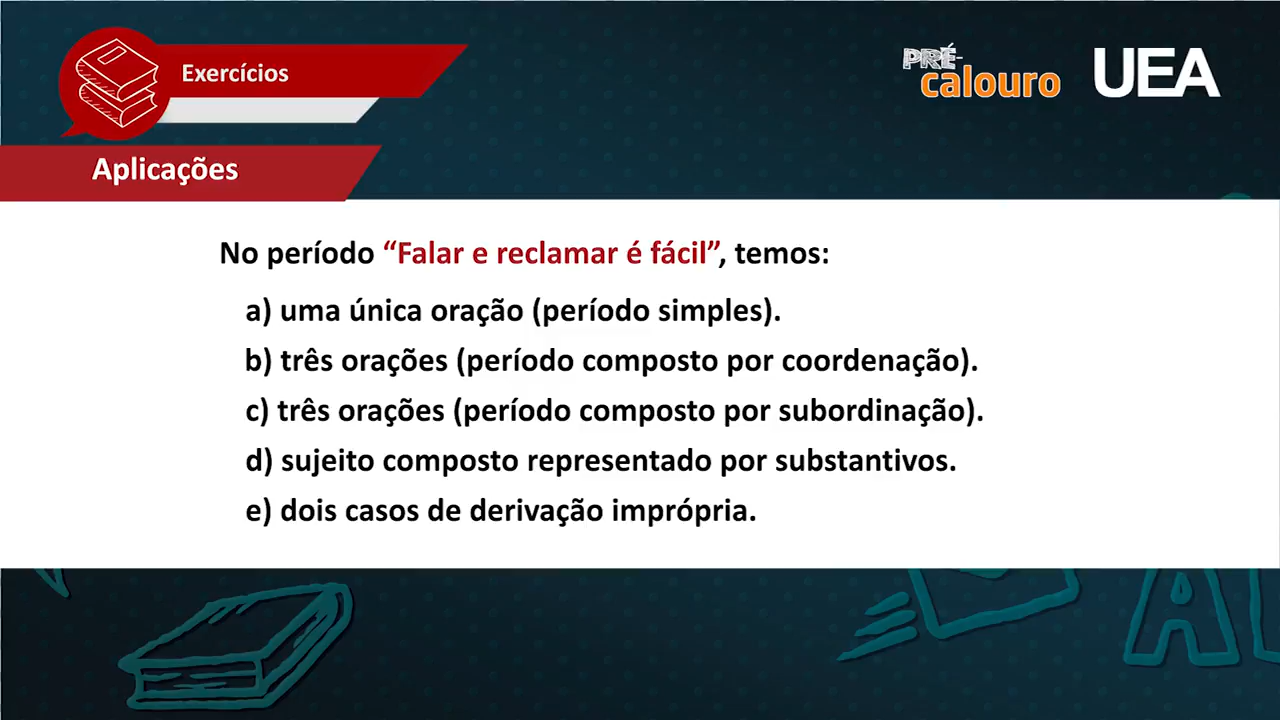 Exercícios
PRÉ-
calouro
UEA
Aplicações
No período “Falar e reclamar é fácil”, temos:
a) uma única oração (período simples).
b) três orações (período composto por coordenação).
c) três orações (período composto por subordinação).
d) sujeito composto representado por substantivos.
e) dois casos de derivação imprópria.